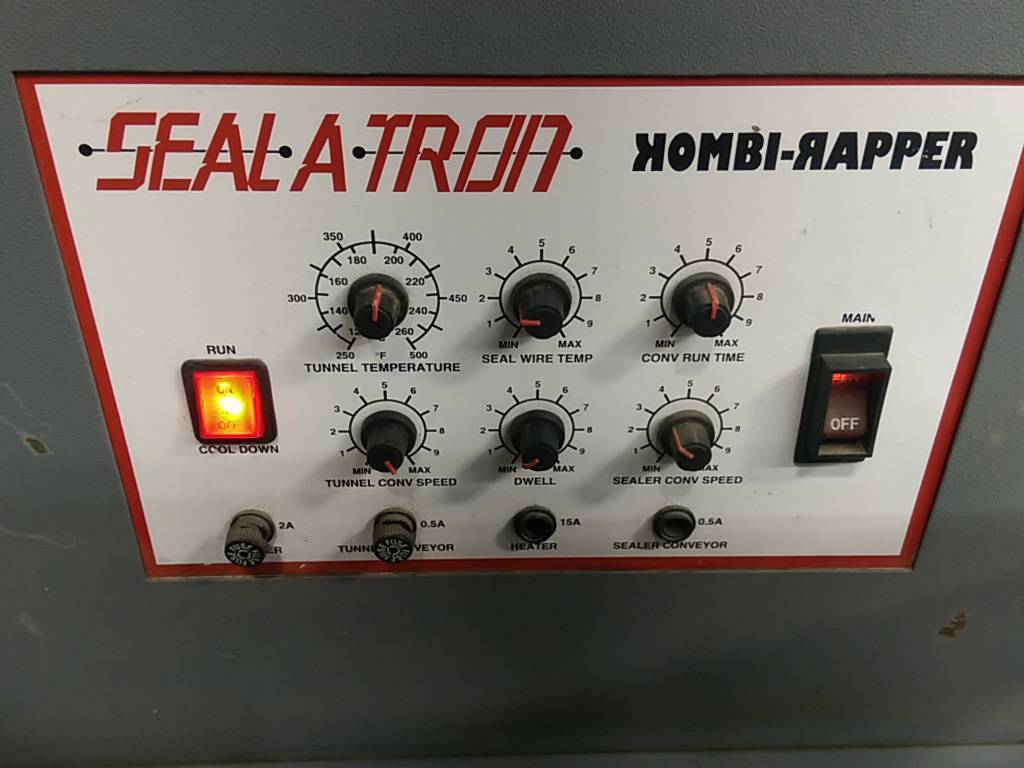 SEALATRON
KOMBI-RAPPER
350 400
180 200
160 220
300 140 240 450
260
250 °F 500
TUNNEL TEMPERATURE
1 2 3 4 5 6 7 8 9
MIN MAX
SEAL WIRE TEMP
1 2 3 4 5 6 7 8 9
MIN MAX
CONV RUN TIME
MAIN
OFF
RUN
ON
OFF
COOL DOWN
1 2 3 4 5 6 7 8 9
MIN MAX
TUNNEL CONV SPEED
1 2 3 4 5 6 7 8 9
MIN MAX
DWELL
1 2 3 4 5 6 7 8 9
MIN MAX
SEALER CONV SPEED
2A
0.5A
15A
HEATER
0.5A
SEALER CONVEYOR